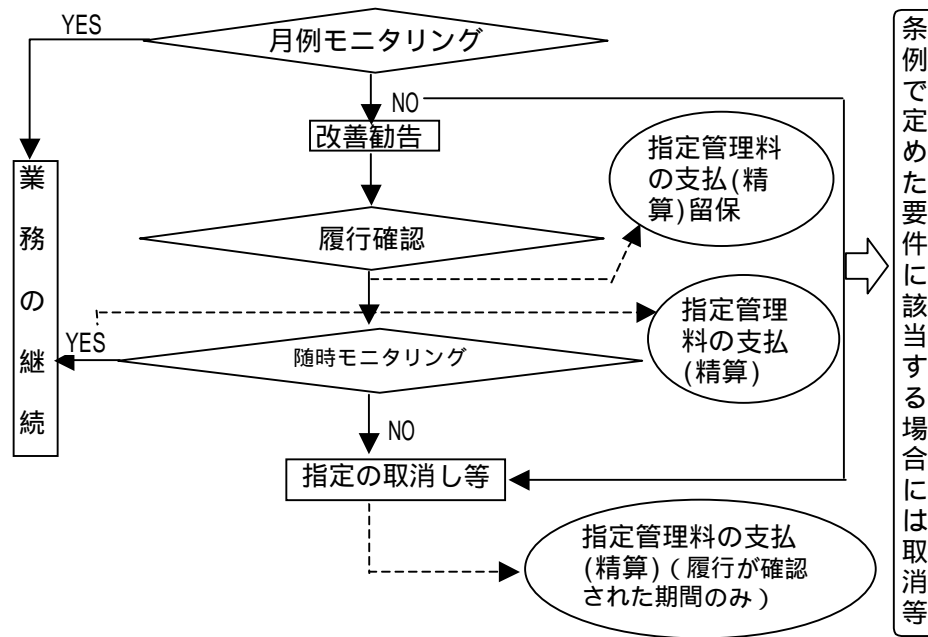 YES
月例モニタリング
NO
改善勧告
指定管理料
の支払(精
算)留保
業務の継続
履行確認
指定管理
料の支払
(精算)
YES
随時モニタリング
NO
指定の取消し等
指定管理料の支払
(精算)(履行が確認
された期間のみ)
条例で定めた要件に該当する場合には取消等